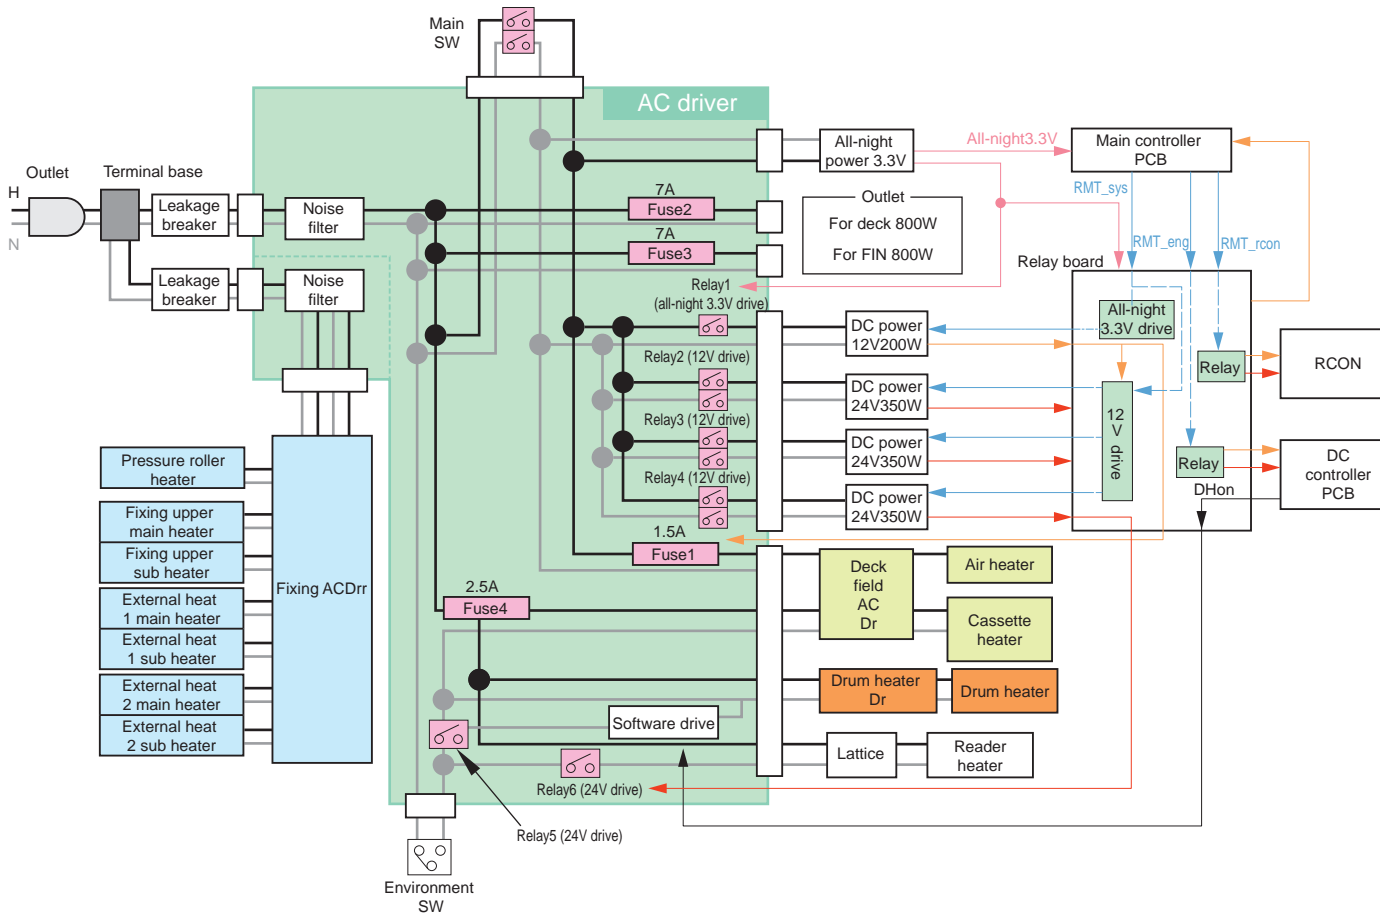 Main
SW
AC driver
Outlet
Terminal base
H
N
Leakage
breaker
Noise
filter
Leakage
breaker
Noise
filter
7A
Fuse2
7A
Fuse3
All-night
power 3.3V
All-night3.3V
Main controller
PCB
Outlet
For deck 800W
For FIN 800W
RMT_sys
RMT_eng
RMT_rcon
Relay board
Relay1
(all-night 3.3V drive)
Relay2 (12V drive)
Relay3 (12V drive)
Relay4 (12V drive)
DC power
12V200W
DC power
24V350W
DC power
24V350W
DC power
24V350W
All-night
3.3V drive
12V drive
Relay
Relay
DHon
RCON
DC
controller
PCB
1.5A
Fuse1
2.5A
Fuse4
Deck
field
AC
Dr
Air heater
Cassette
heater
Drum heater
Dr
Drum heater
Software drive
Lattice
Reader
heater
Relay6 (24V drive)
Relay5 (24V drive)
Environment
SW
Pressure roller
heater
Fixing upper
main heater
Fixing upper
sub heater
External heat
1 main heater
External heat
1 sub heater
External heat
2 main heater
External heat
2 sub heater
Fixing ACDrr